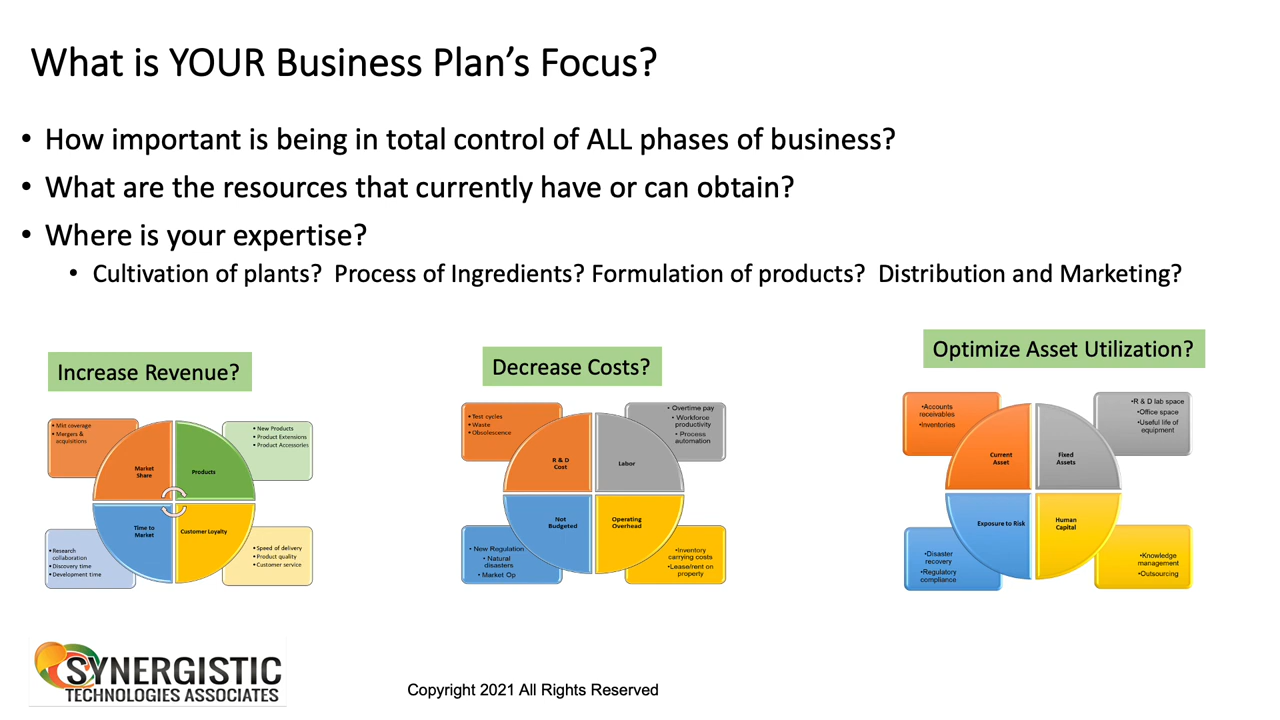 What is YOUR Business Plan's Focus?
• How important is being in total control of ALL phases of business?
• What are the resources that currently have or can obtain?
• Where is your expertise?
• Cultivation of plants?  Process of Ingredients? Formulation of products?  Distribution and Marketing?
Increase Revenue?
• Mkt coverage
• Mergers &
acquisitions
• New Products
• Product Extensions
• Product Accessories
Market
Share
Products
Time to
Market
Customer Loyalty
• Research
collaboration
• Discovery time
• Development time
• Speed of delivery
• Product quality
• Customer service
Decrease Costs?
• Test cycles
• Waste
• Obsolescence
• Overtime pay
• Workforce
productivity
• Process
automation
R & D
Cost
Labor
Not
Budgeted
Operating
Overhead
• New Regulation
• Natural
disasters
• Market Op
•Inventory
carrying costs
•Lease/rent on
property
Optimize Asset Utilization?
•Accounts
receivables
•Inventories
•R & D lab space
•Office space
•Useful life of
equipment
Current
Asset
Fixed
Assets
Exposure to Risk
Human
Capital
•Disaster
recovery
•Regulatory
compliance
•Knowledge
management
•Outsourcing
SYNERGISTIC
TECHNOLOGIES ASSOCIATES
Copyright 2021 All Rights Reserved